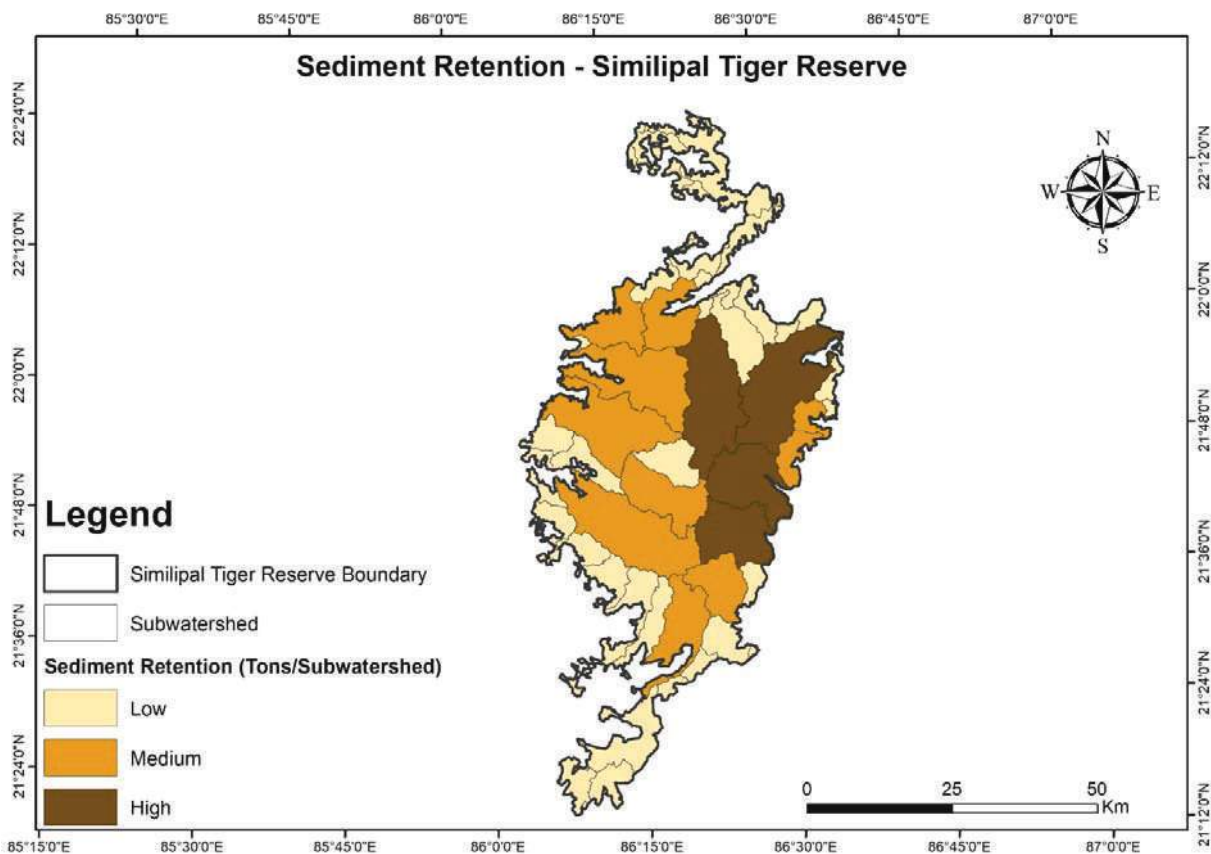 85°30'0"E 85°45'0"E 86°0'0"E 86°15'0"E 86°30'0"E 86°45'0"E 87°0'0"E
Sediment Retention - Similipal Tiger Reserve
22°24'0"N
22°12'0"N
22°0'0"N
21°48'0"N
21°36'0"N
21°24'0"N
N
W E
S
22°12'0"N
22°0'0"N
21°48'0"N
21°36'0"N
21°24'0"N
21°12'0"N
Legend
Similipal Tiger Reserve Boundary
Subwatershed
Sediment Retention (Tons/Subwatershed)
Low
Medium
High
0 25 50
Km
85°15'0"E 85°30'0"E 85°45'0"E 86°0'0"E 86°15'0"E 86°30'0"E 86°45'0"E 87°0'0"E